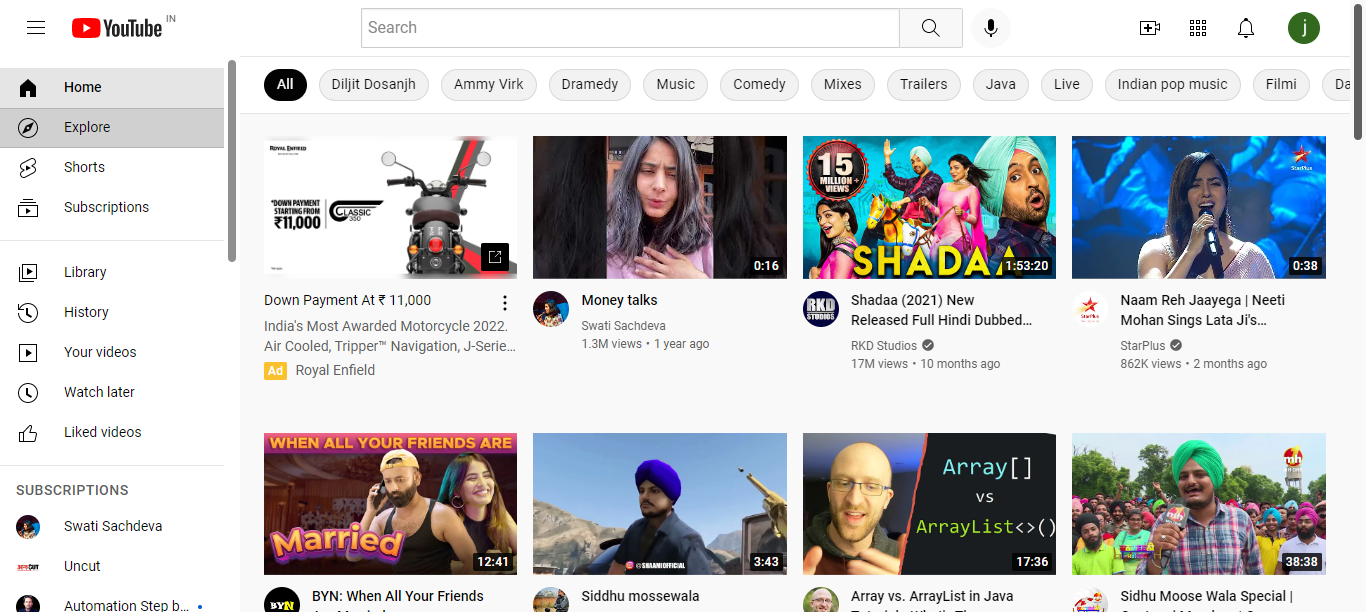 YouTube IN
Search
j
Home
Explore
Shorts
Subscriptions
Library
History
Your videos
Watch later
Liked videos
SUBSCRIPTIONS
Swati Sachdeva
Uncut
Automation Step b...
All
Diljit Dosanjh
Ammy Virk
Dramedy
Music
Comedy
Mixes
Trailers
Java
Live
Indian pop music
Filmi
Da
ROYAL ENFIELD
*DOWN PAYMENT
STARTING FROM
₹11,000
CLASSIC
350
Down Payment At ₹ 11,000
India's Most Awarded Motorcycle 2022.
Air Cooled, Tripper™ Navigation, J-Serie...
Ad Royal Enfield
0:16
Money talks
Swati Sachdeva
1.3M views • 1 year ago
15
MILLION+
VIEWS
SHADAA
1:53:20
RKD
STUDIOS
Shadaa (2021) New
Released Full Hindi Dubbed...
RKD Studios
17M views • 10 months ago
StarPlus
0:38
StarPlus
Naam Reh Jaayega | Neeti
Mohan Sings Lata Ji's...
StarPlus
862K views • 2 months ago
WHEN ALL YOUR FRIENDS ARE
Married
12:41
BYN
BYN: When All Your Friends
@SHAAMIOFFICIAL
3:43
Siddhu mossewala
Array[]
vs
ArrayList<>()
17:36
Array vs. ArrayList in Java
mh
38:38
Sidhu Moose Wala Special |